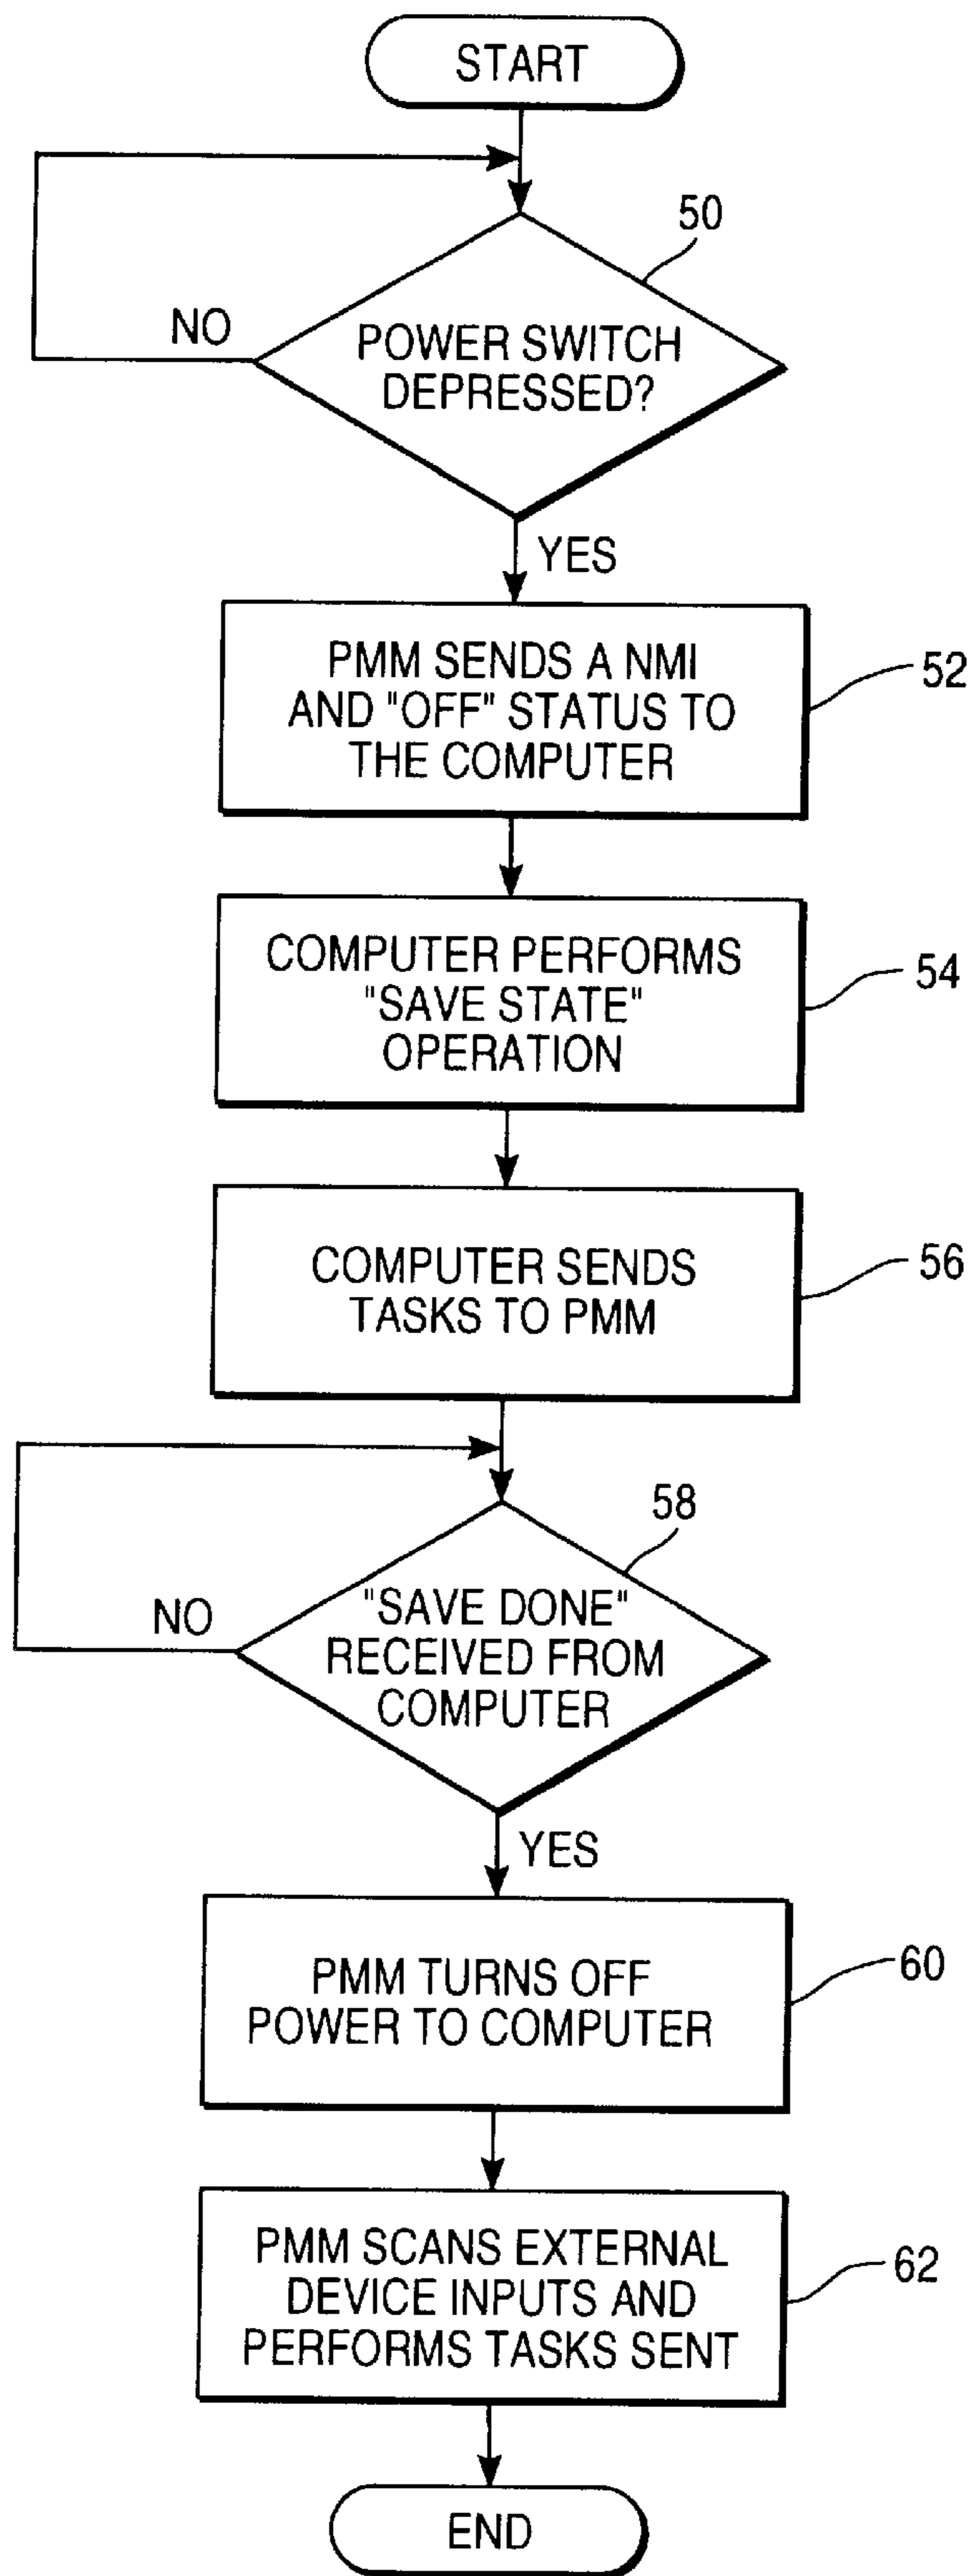 START
50
NO
POWER SWITCH
DEPRESSED?
YES
PMM SENDS A NMI
AND "OFF" STATUS TO
THE COMPUTER
52
COMPUTER PERFORMS
"SAVE STATE"
OPERATION
54
COMPUTER SENDS
TASKS TO PMM
56
58
NO
"SAVE DONE"
RECEIVED FROM
COMPUTER
YES
PMM TURNS OFF
POWER TO COMPUTER
60
PMM SCANS EXTERNAL
DEVICE INPUTS AND
PERFORMS TASKS SENT
62
END